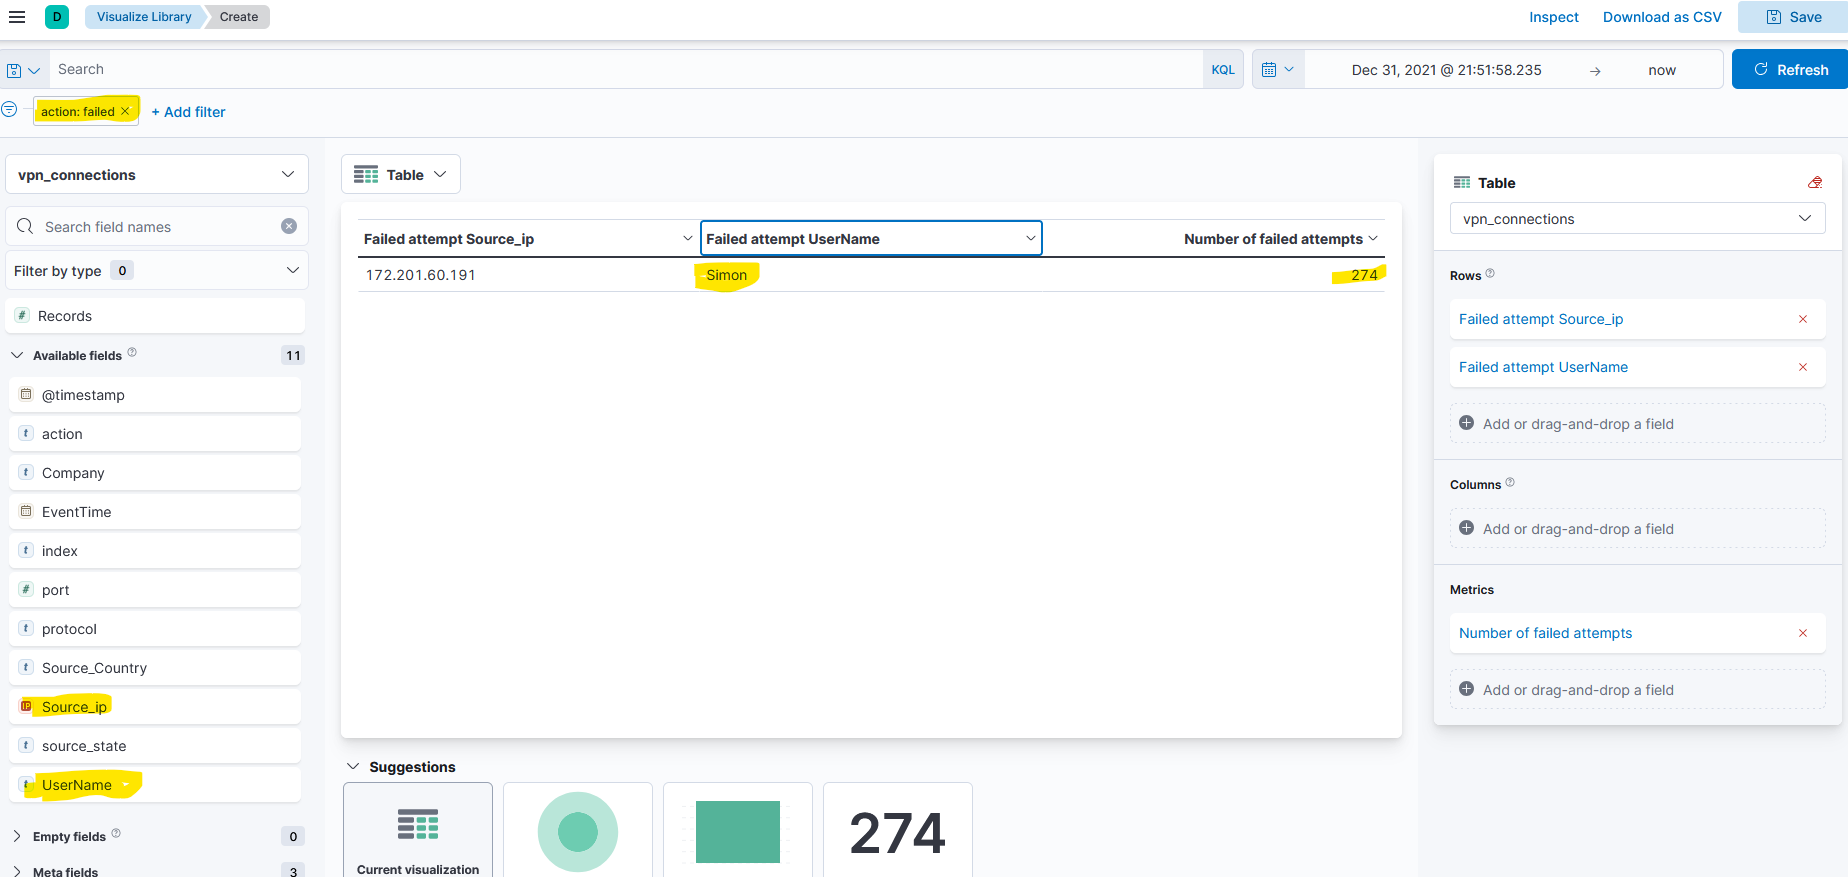 D
Visualize Library
Create
Inspect
Download as CSV
Save
Search
KQL
Dec 31, 2021 @ 21:51:58.235
→
now
Refresh
action: failed ×
+ Add filter
vpn_connections
Search field names
Filter by type 0
# Records
Available fields ? 11
@timestamp
t action
t Company
EventTime
t index
# port
t protocol
t Source_Country
IP Source_ip
t source_state
t UserName
Empty fields ? 0
Meta fields 3
Table
Failed attempt Source_ip
Failed attempt UserName
Number of failed attempts
172.201.60.191
Simon
274
Suggestions
Current visualization
274
Table
vpn_connections
Rows ?
Failed attempt Source_ip ×
Failed attempt UserName ×
Add or drag-and-drop a field
Columns ?
Add or drag-and-drop a field
Metrics
Number of failed attempts ×
Add or drag-and-drop a field